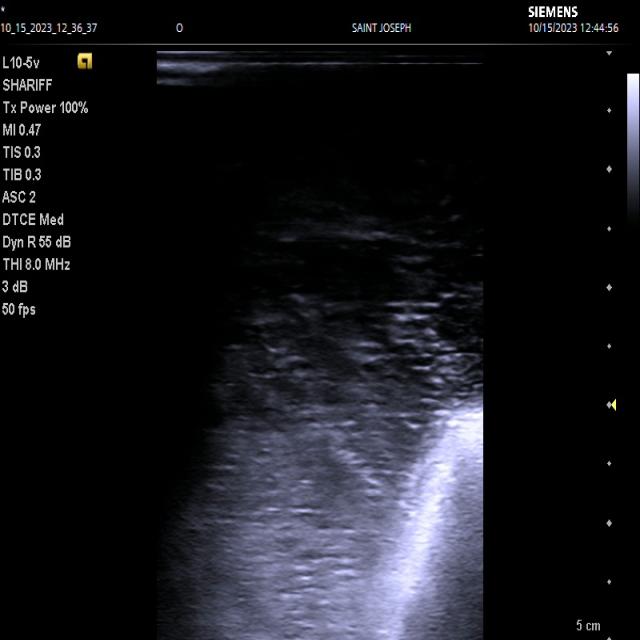 *
SIEMENS
10_15_2023_12_36_37 O SAINT JOSEPH 10/15/2023 12:44:56
L10-5v
SHARIFF
Tx Power 100%
MI 0.47
TIS 0.3
TIB 0.3
ASC 2
DTCE Med
Dyn R 55 dB
THI 8.0 MHz
3 dB
50 fps
5 cm